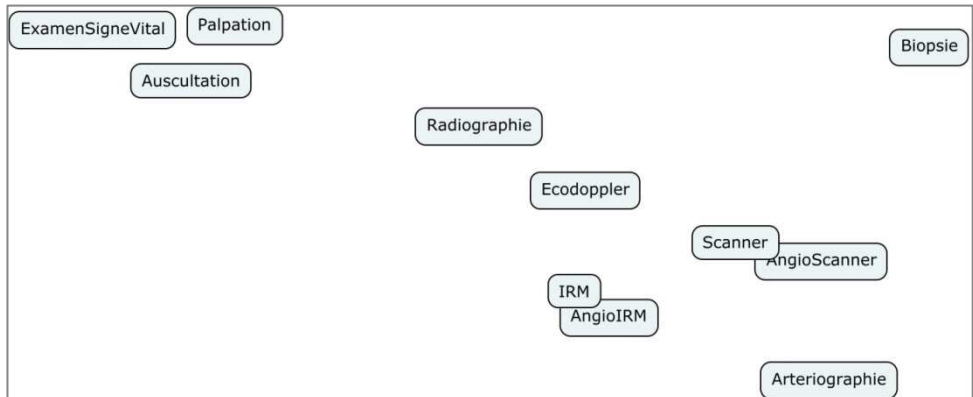 ExamenSigneVital
Palpation
Biopsie
Auscultation
Radiographie
Ecodoppler
Scanner
AngioScanner
IRM
AngioIRM
Arteriographie